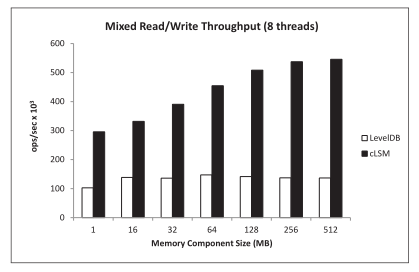 Mixed Read/Write Throughput (8 threads)
ops/sec x 10³
600
500
400
300
200
100
0
1 16 32 64 128 256 512
Memory Component Size (MB)
LevelDB
cLSM